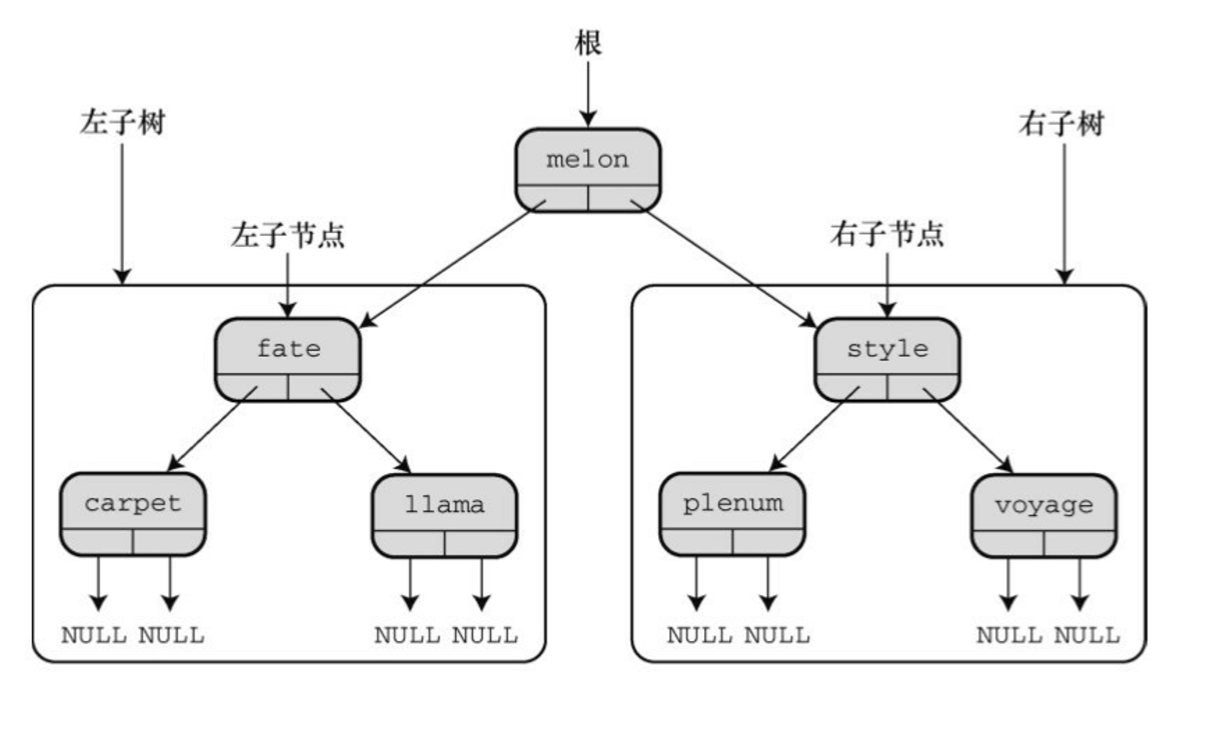 根
左子树
右子树
melon
左子节点
右子节点
fate
style
carpet
llama
plenum
voyage
NULL NULL
NULL NULL
NULL NULL
NULL NULL